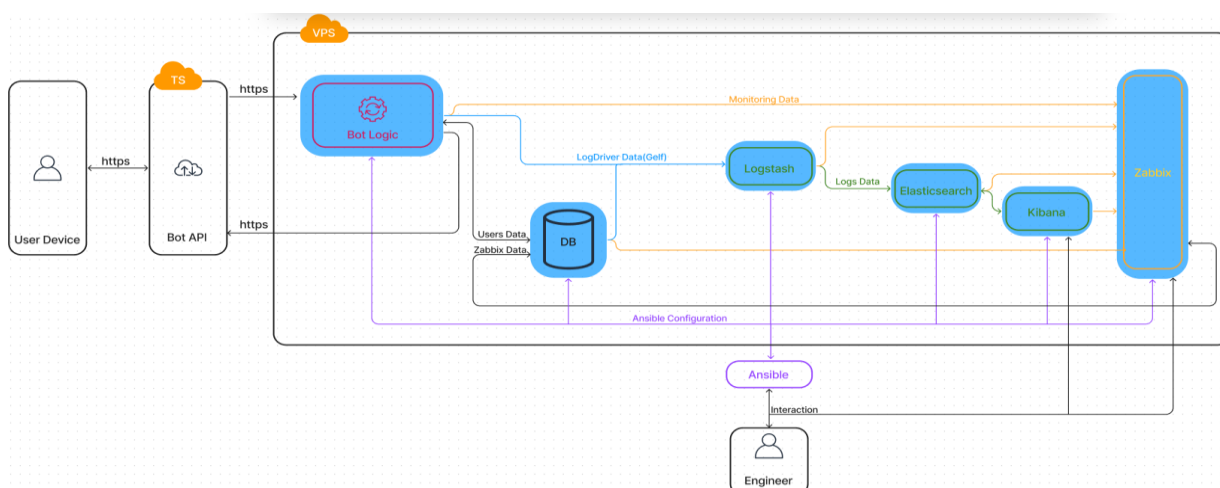 VPS
TS
https
Monitoring Data
Bot Logic
https
LogDriver Data(Gelf)
Logstash
Zabbix
Logs Data
Elasticsearch
Kibana
https
User Device
Bot API
Users Data
DB
Zabbix Data
Ansible Configuration
Ansible
Interaction
Engineer